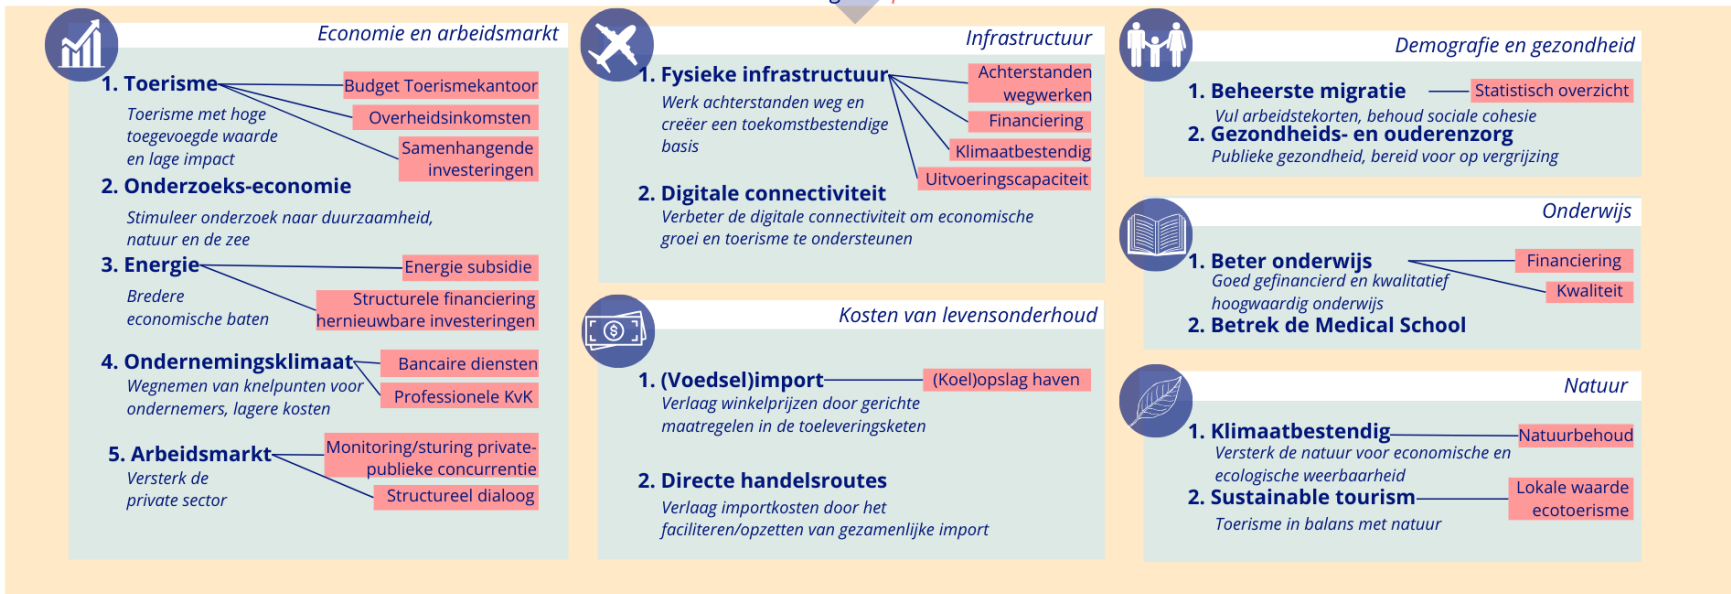 Economie en arbeidsmarkt
1. Toerisme
Budget Toerismekantoor
Toerisme met hoge
toegevoegde waarde
en lage impact
Overheidsinkomsten
Samenhangende
investeringen
2. Onderzoeks-economie
Stimuleer onderzoek naar duurzaamheid,
natuur en de zee
3. Energie
Energie subsidie
Bredere
economische baten
Structurele financiering
hernieuwbare investeringen
4. Ondernemingsklimaat
Bancaire diensten
Wegnemen van knelpunten voor
ondernemers, lagere kosten
Professionele KvK
5. Arbeidsmarkt
Monitoring/sturing private-
publieke concurrentie
Versterk de
private sector
Structureel dialoog
Infrastructuur
1. Fysieke infrastructuur
Achterstanden
wegwerken
Werk achterstanden weg en
creëer een toekomstbestendige
basis
Financiering
Klimaatbestendig
Uitvoeringscapaciteit
2. Digitale connectiviteit
Verbeter de digitale connectiviteit om economische
groei en toerisme te ondersteunen
Kosten van levensonderhoud
1. (Voedsel)import
(Koel)opslag haven
Verlaag winkelprijzen door gerichte
maatregelen in de toeleveringsketen
2. Directe handelsroutes
Verlaag importkosten door het
faciliteren/opzetten van gezamenlijke import
Demografie en gezondheid
1. Beheerste migratie
Statistisch overzicht
Vul arbeidstekorten, behoud sociale cohesie
2. Gezondheids- en ouderenzorg
Publieke gezondheid, bereid voor op vergrijzing
Onderwijs
1. Beter onderwijs
Financiering
Goed gefinancierd en kwalitatief
hoogwaardig onderwijs
Kwaliteit
2. Betrek de Medical School
Natuur
1. Klimaatbestendig
Natuurbehoud
Versterk de natuur voor economische en
ecologische weerbaarheid
2. Sustainable tourism
Lokale waarde
ecotoerisme
Toerisme in balans met natuur